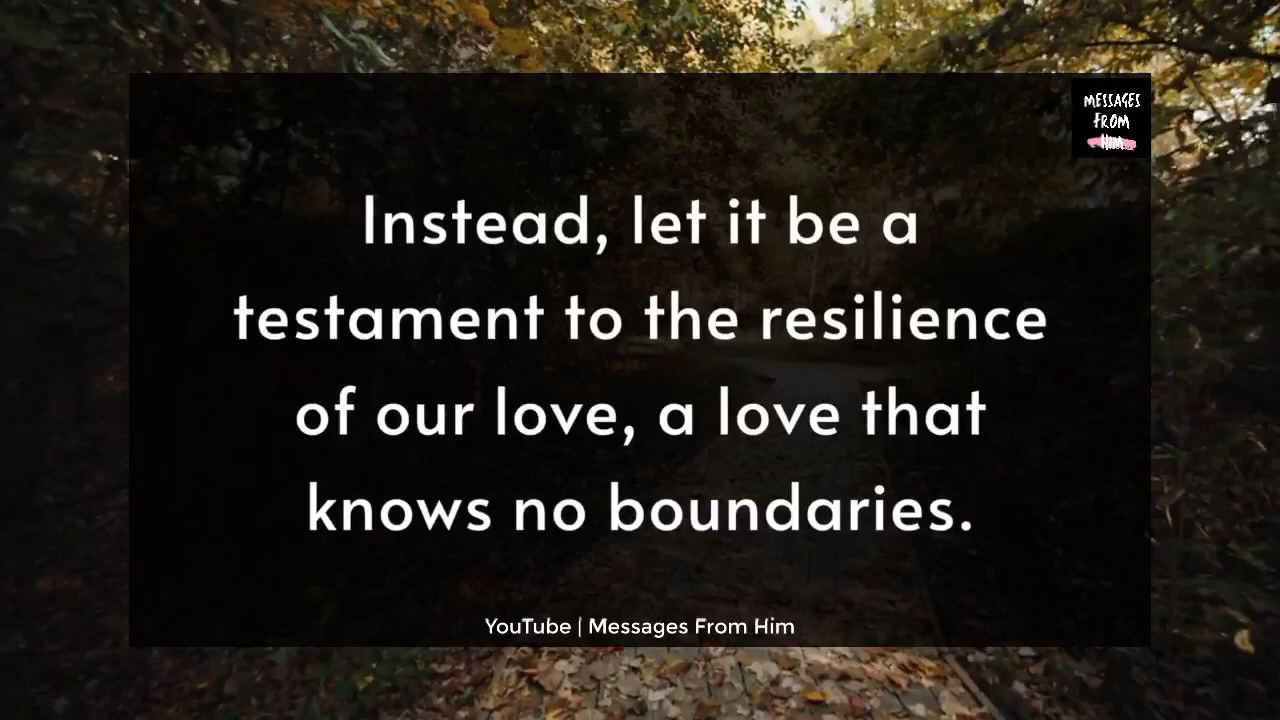 MESSAGES
FROM
HIM
Instead, let it be a
testament to the resilience
of our love, a love that
knows no boundaries.
YouTube | Messages From Him